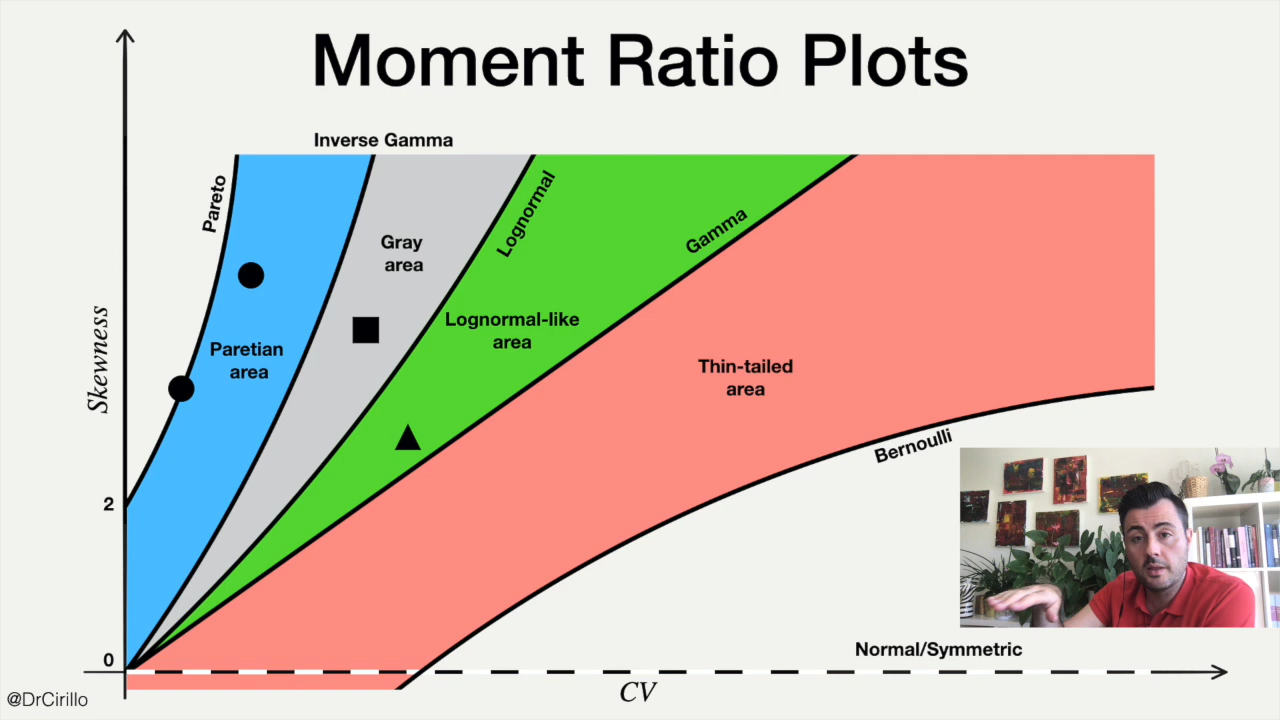 Moment Ratio Plots
Inverse Gamma
Pareto
Gray
area
Lognormal
Gamma
Skewness
Paretian
area
Lognormal-like
area
Thin-tailed
area
Bernoulli
2
0
Normal/Symmetric
CV
@DrCirillo